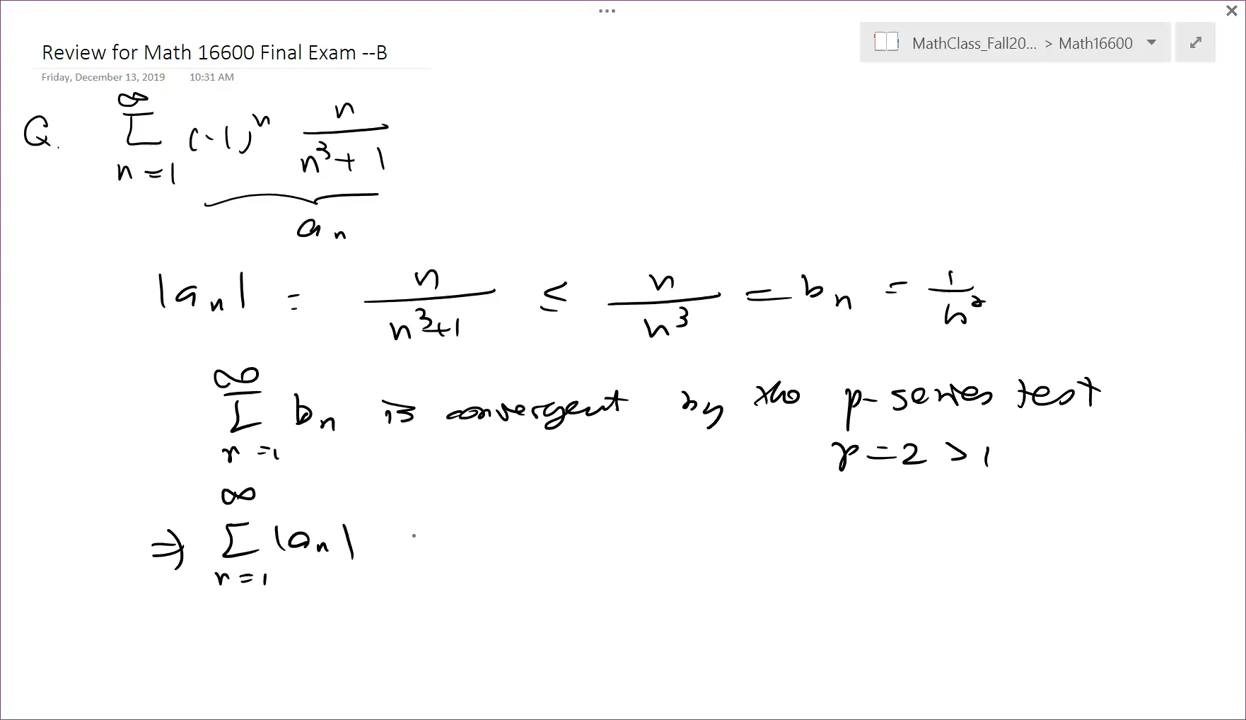 Review for Math 16600 Final Exam --B
MathClass_Fall20... > Math16600
Friday, December 13, 2019 10:31 AM
Q. ∞ Σ n=1 (-1)^n n/(n^3+1)
a_n
|a_n| = n/(n^3+1) ≤ n/n^3 = b_n = 1/n^2
∞ Σ n=1 b_n is convergent by the p-series test
p=2 >1
⇒ ∞ Σ n=1 |a_n|